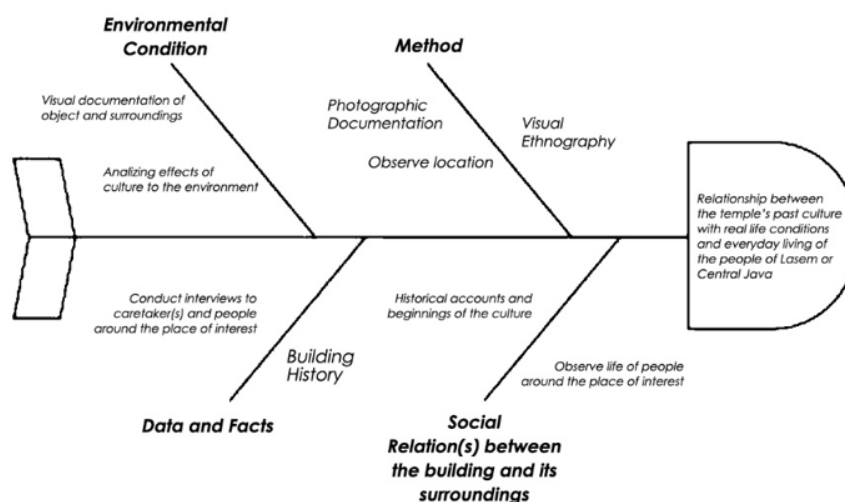 Environmental
Condition
Method
Visual documentation of
object and surroundings
Photographic
Documentation
Visual
Ethnography
Observe location
Analizing effects of
culture to the environment
Relationship between
the temple's past culture
with real life conditions
and everyday living of
the people of Lasem or
Central Java
Conduct interviews to
caretaker(s) and people
around the place of interest
Historical accounts and
beginnings of the culture
Building
History
Observe life of people
around the place of interest
Data and Facts
Social
Relation(s) between
the building and its
surroundings